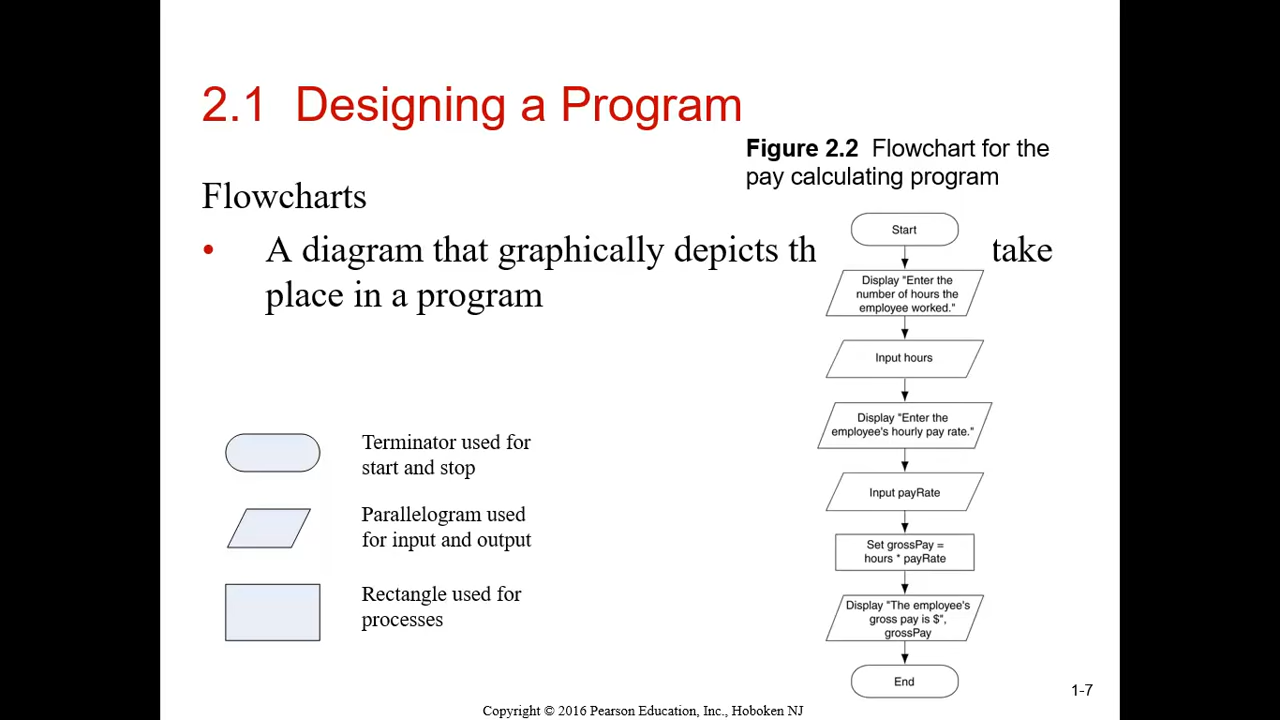 2.1 Designing a Program
Figure 2.2 Flowchart for the
pay calculating program
Flowcharts
• A diagram that graphically depicts th take
place in a program
Terminator used for
start and stop
Parallelogram used
for input and output
Rectangle used for
processes
Start
Display "Enter the
number of hours the
employee worked."
Input hours
Display "Enter the
employee's hourly pay rate."
Input payRate
Set grossPay =
hours * payRate
Display "The employee's
gross pay is $",
grossPay
End
1-7
Copyright © 2016 Pearson Education, Inc., Hoboken NJ